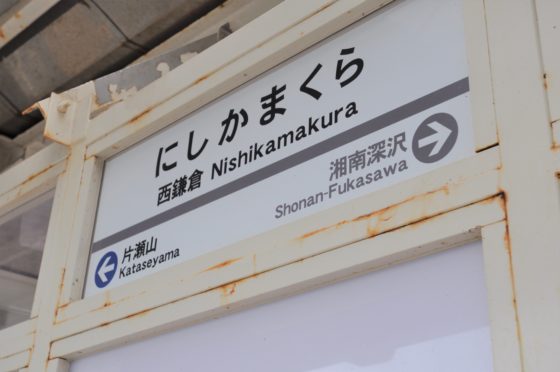 にしかまくら
西鎌倉 Nishikamakura
湘南深沢
Shonan-Fukasawa
片瀬山
Kataseyama